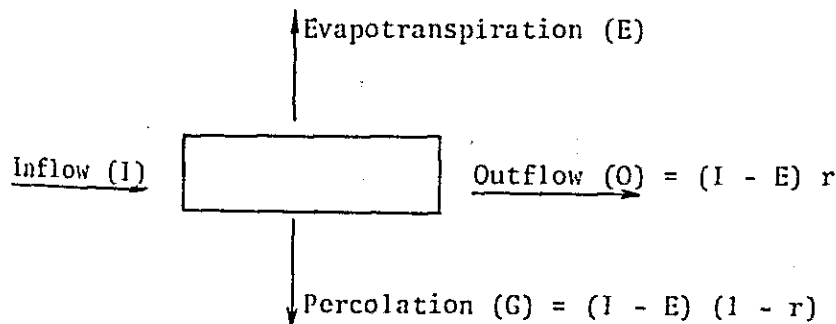 Evapotranspiration (E)
Inflow (I)
Outflow (O) = (I - E) r
Percolation (G) = (I - E) (1 - r)